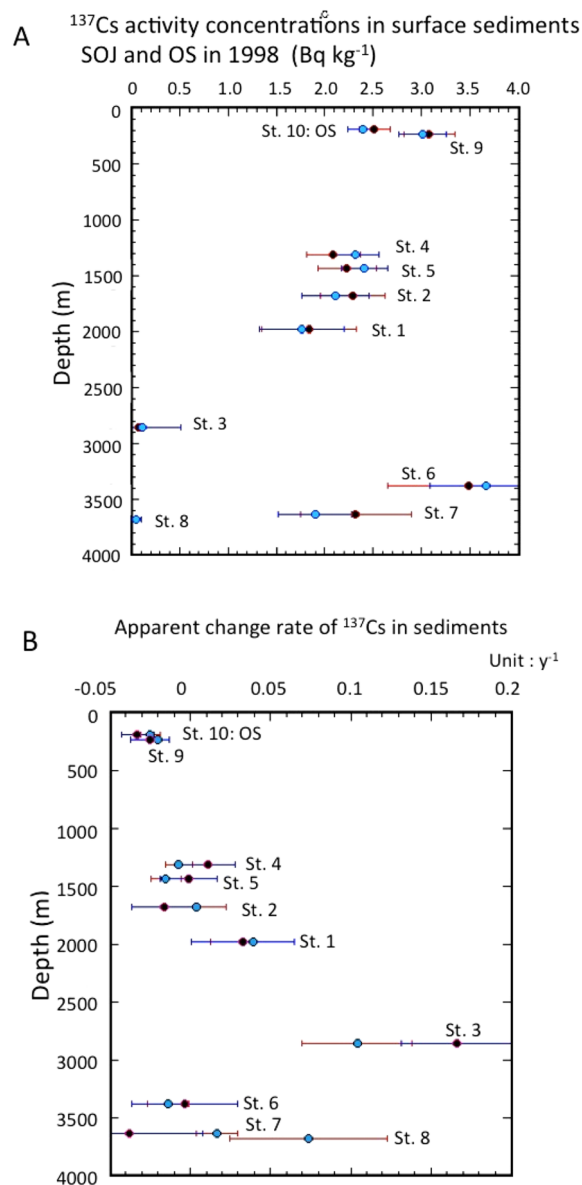 A
¹³⁷Cs activity concentrations in surface sediments
SOJ and OS in 1998 (Bq kg⁻¹)
0 0.5 1.0 1.5 2.0 2.5 3.0 3.5 4.0
0
500
1000
1500
2000
2500
3000
3500
4000
Depth (m)
St. 10: OS
St. 9
St. 4
St. 5
St. 2
St. 1
St. 3
St. 6
St. 7
St. 8
B
Apparent change rate of ¹³⁷Cs in sediments
Unit : y⁻¹
-0.05 0 0.05 0.1 0.15 0.2
0
500
1000
1500
2000
2500
3000
3500
4000
Depth (m)
St. 10: OS
St. 9
St. 4
St. 5
St. 2
St. 1
St. 3
St. 6
St. 7
St. 8